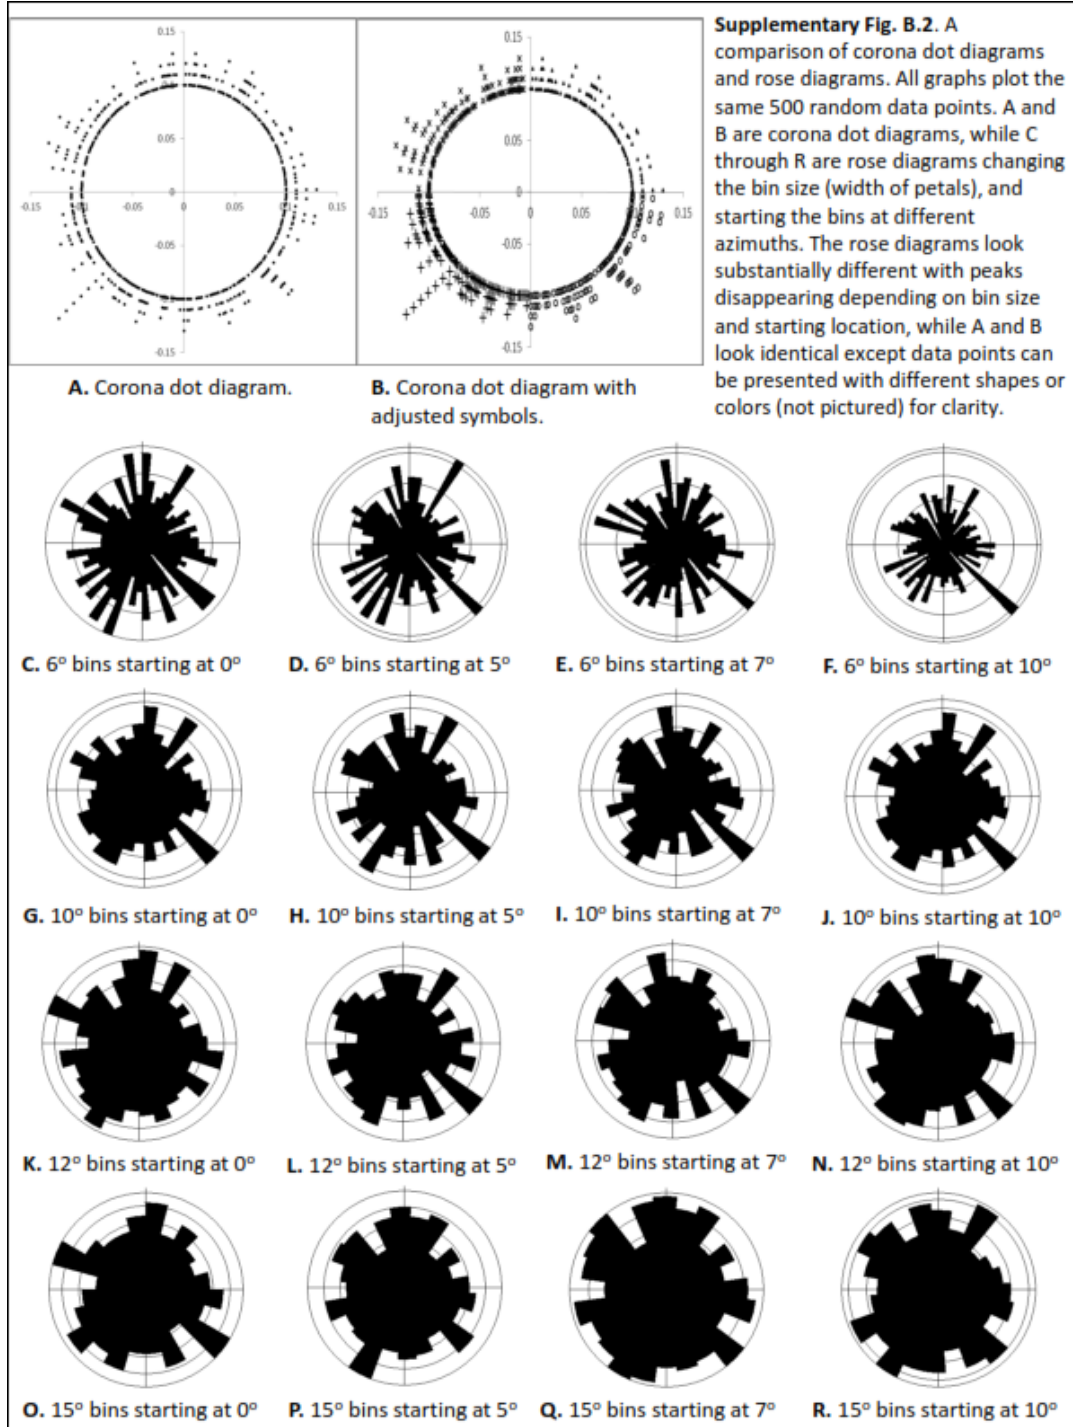 Supplementary Fig. B.2. A
comparison of corona dot diagrams
and rose diagrams. All graphs plot the
same 500 random data points. A and
B are corona dot diagrams, while C
through R are rose diagrams changing
the bin size (width of petals), and
starting the bins at different
azimuths. The rose diagrams look
substantially different with peaks
disappearing depending on bin size
and starting location, while A and B
look identical except data points can
be presented with different shapes or
colors (not pictured) for clarity.
0.15
0.05
0
-0.15
-0.05
0
0.05
0.15
-0.05
-0.15
0.15
0.05
0
-0.15
-0.05
0
0.05
0.15
-0.05
-0.15
A. Corona dot diagram.
B. Corona dot diagram with
adjusted symbols.
C. 6° bins starting at 0°
D. 6° bins starting at 5°
E. 6° bins starting at 7°
F. 6° bins starting at 10°
G. 10° bins starting at 0°
H. 10° bins starting at 5°
I. 10° bins starting at 7°
J. 10° bins starting at 10°
K. 12° bins starting at 0°
L. 12° bins starting at 5°
M. 12° bins starting at 7°
N. 12° bins starting at 10°
O. 15° bins starting at 0°
P. 15° bins starting at 5°
Q. 15° bins starting at 7°
R. 15° bins starting at 10°